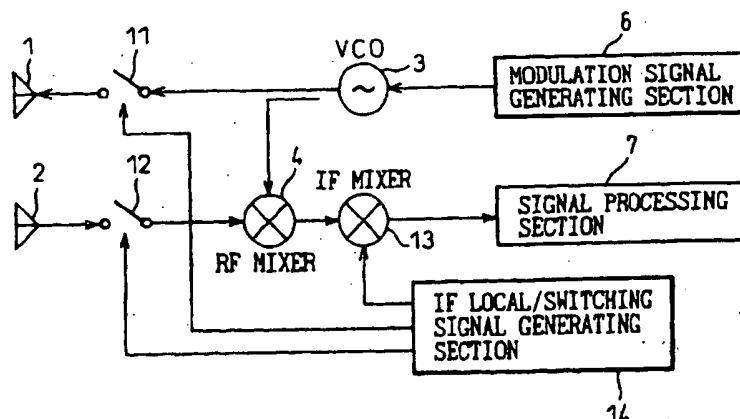 6
11
VCO
1
3
MODULATION SIGNAL
GENERATING SECTION
~
7
4
12
IF MIXER
2
SIGNAL PROCESSING
SECTION
13
RF MIXER
IF LOCAL/SWITCHING
SIGNAL GENERATING
SECTION
14